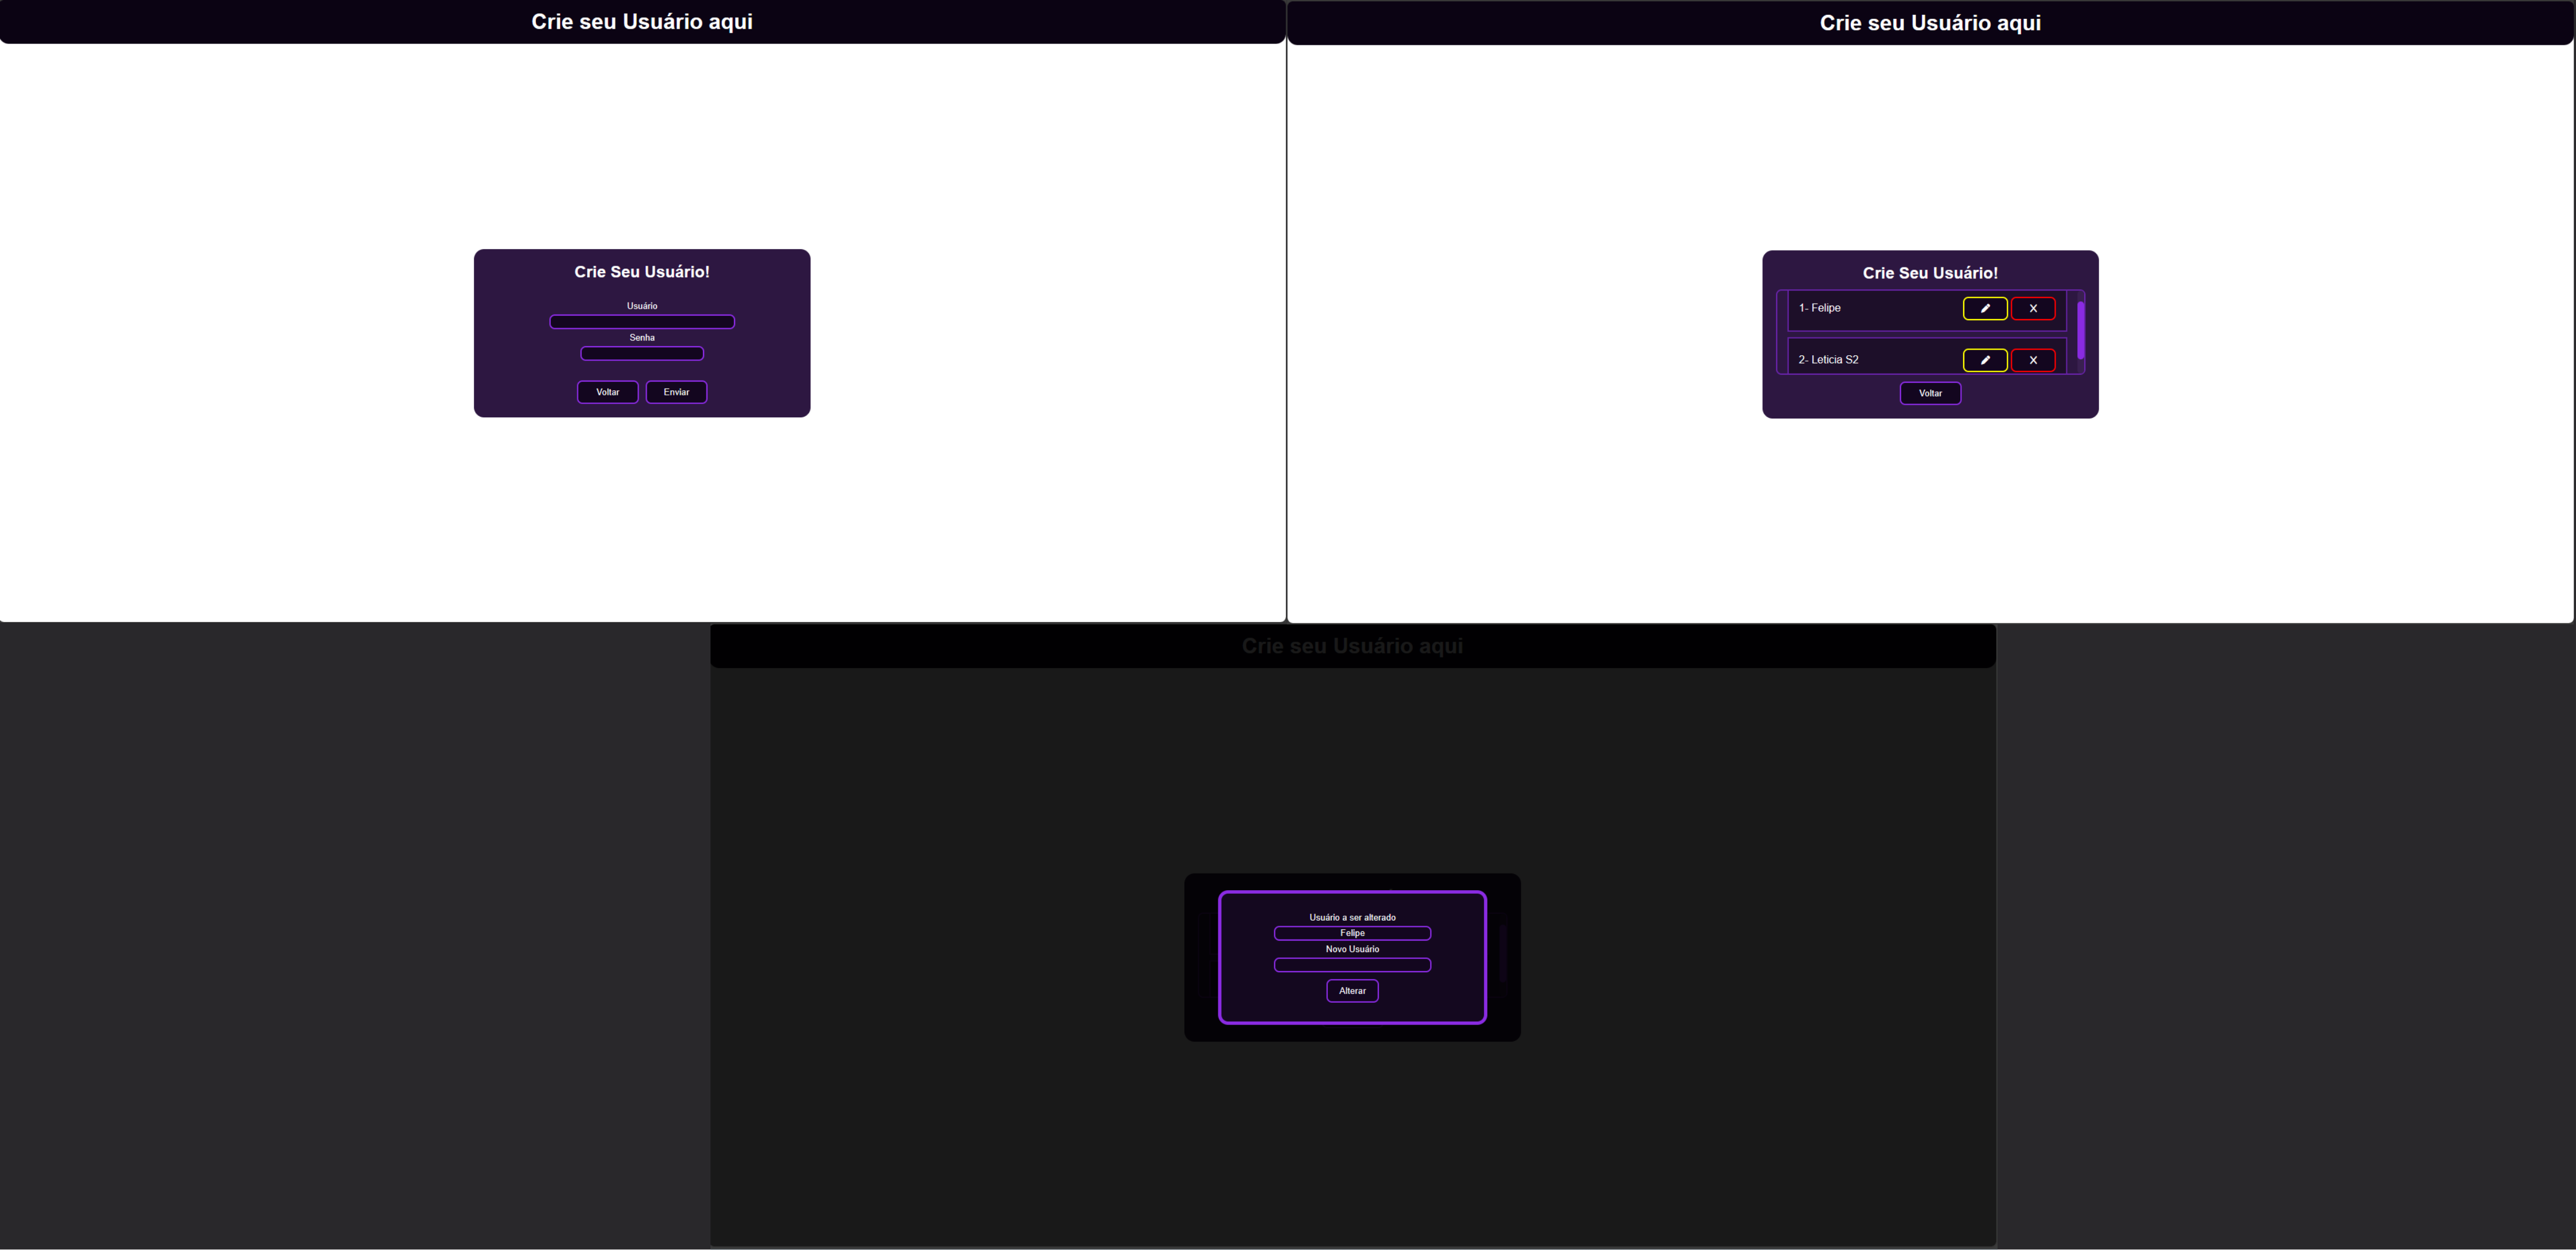 Crie seu Usuário aqui
Crie Seu Usuário!
Usuário
Senha
Voltar Enviar
Crie seu Usuário aqui
Crie Seu Usuário!
1- Felipe X
2- Leticia S2 X
Voltar
Crie seu Usuário aqui
Usuário a ser alterado
Felipe
Novo Usuário
Alterar